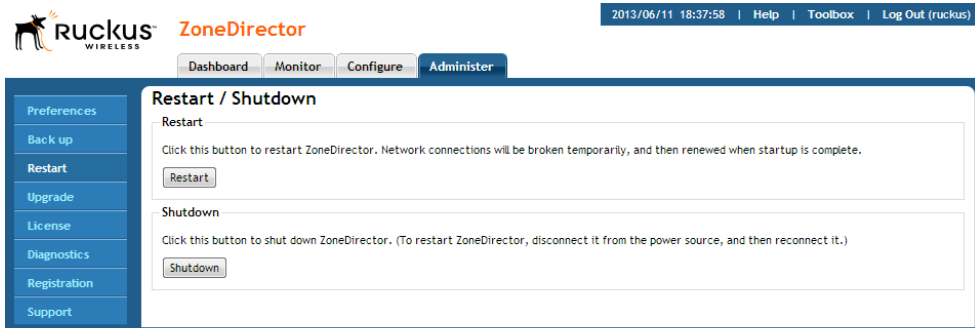 2013/06/11 18:37:58 | Help | Toolbox | Log Out (ruckus)
RUCKUS™
WIRELESS
ZoneDirector
Dashboard Monitor Configure Administer
Preferences
Back up
Restart
Upgrade
License
Diagnostics
Registration
Support
Restart / Shutdown
Restart
Click this button to restart ZoneDirector. Network connections will be broken temporarily, and then renewed when startup is complete.
Restart
Shutdown
Click this button to shut down ZoneDirector. (To restart ZoneDirector, disconnect it from the power source, and then reconnect it.)
Shutdown